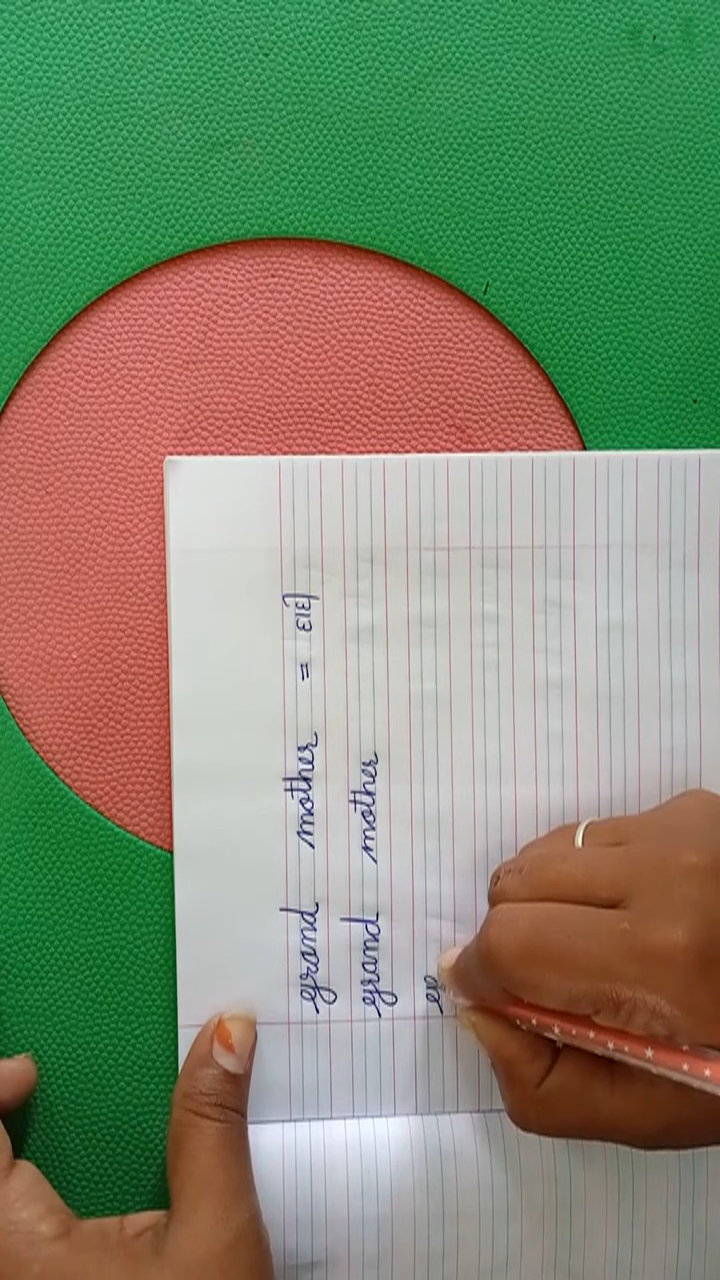 grand mother = દાદી
grand mother